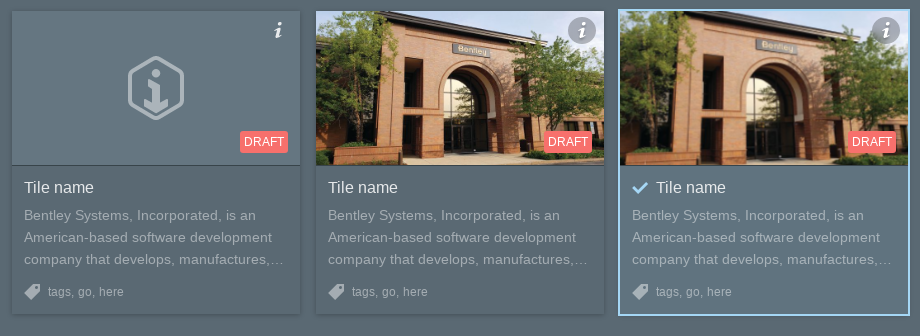 DRAFT
Tile name
Bentley Systems, Incorporated, is an
American-based software development
company that develops, manufactures,...
tags, go, here
Bentley
DRAFT
Tile name
Bentley Systems, Incorporated, is an
American-based software development
company that develops, manufactures,...
tags, go, here
Bentley
DRAFT
Tile name
Bentley Systems, Incorporated, is an
American-based software development
company that develops, manufactures,...
tags, go, here